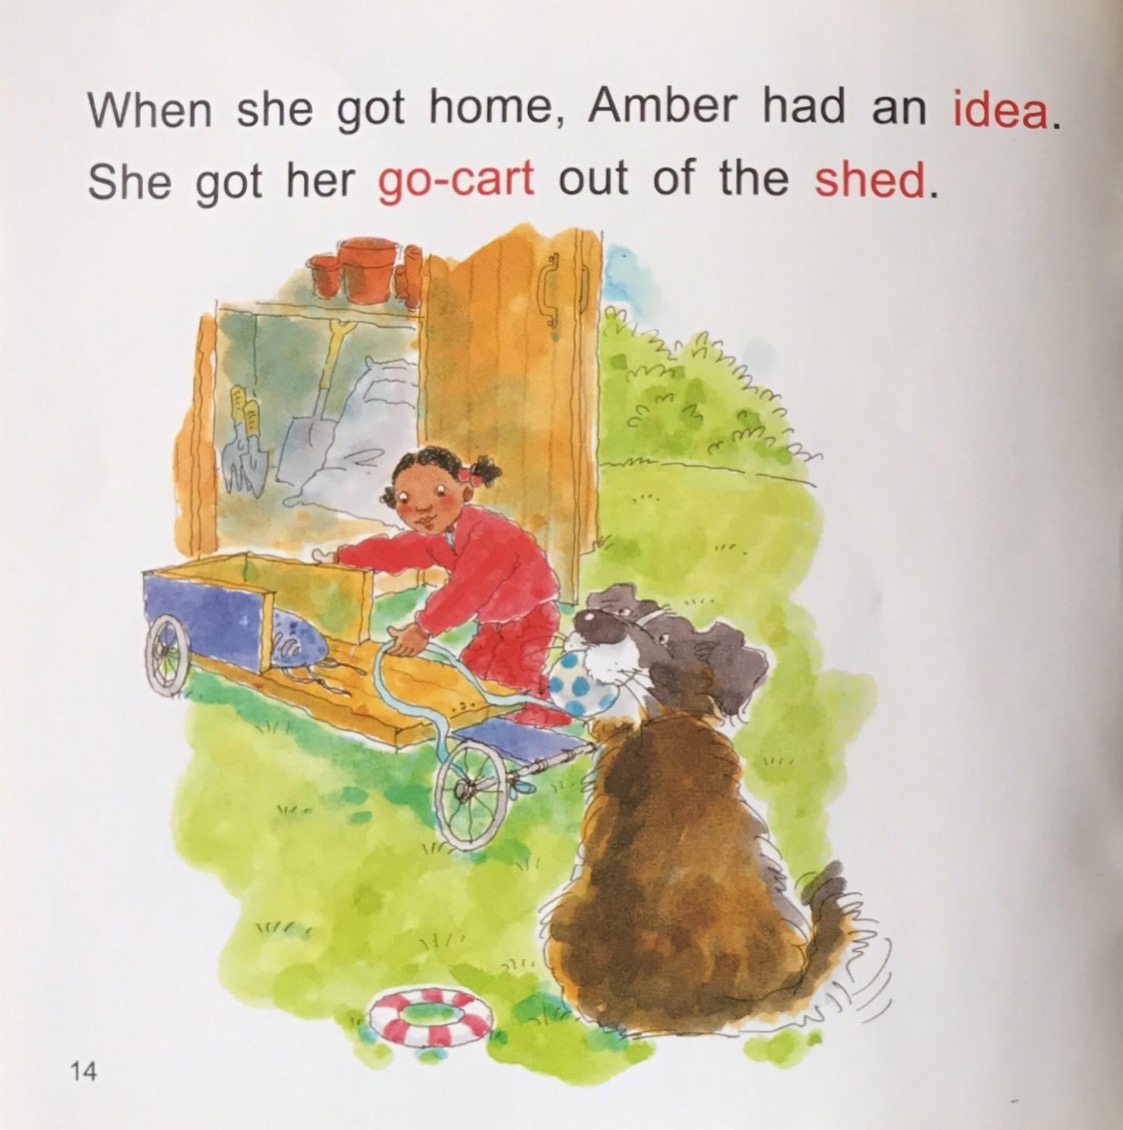 When she got home, Amber had an idea.
She got her go-cart out of the shed.
14